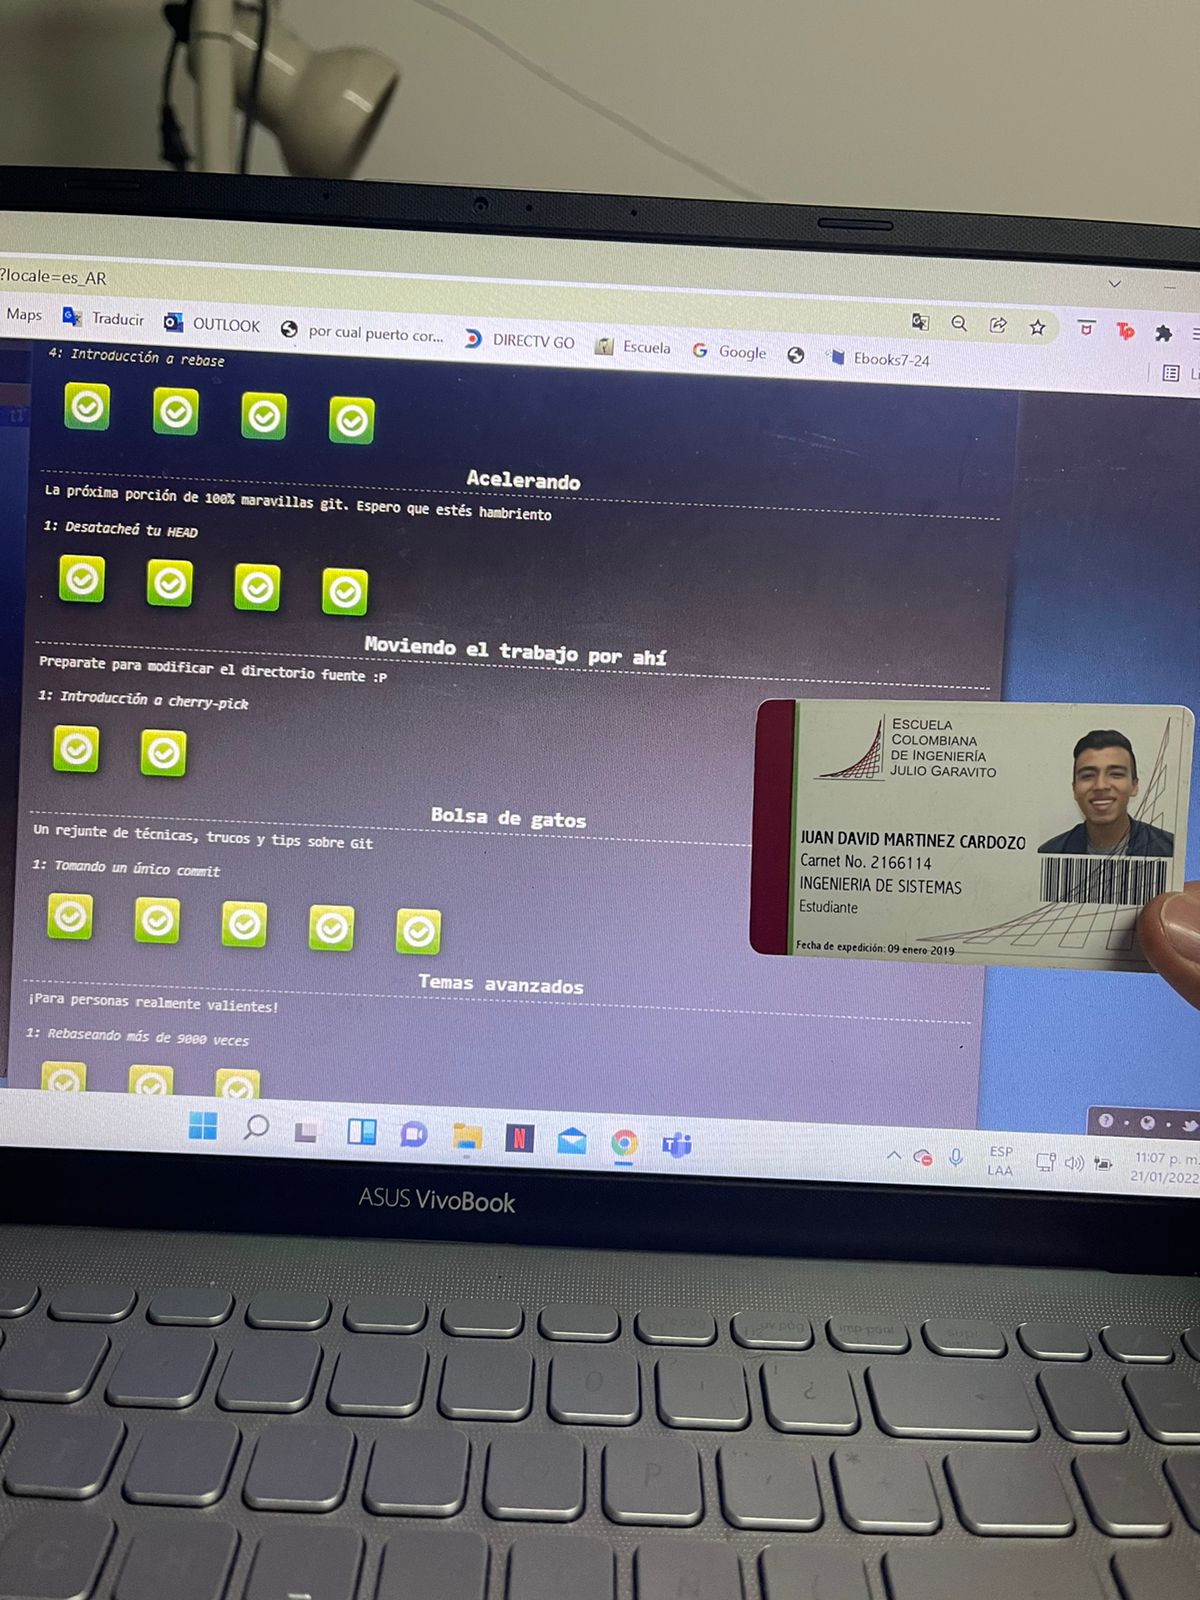 ?locale=es_AR
Maps
Traducir
OUTLOOK
por cual puerto cor...
DIRECTV GO
Escuela
Google
Ebooks7-24
4: Introducción a rebase
Acelerando
La próxima porción de 100% maravillas git. Espero que estés hambriento
1: Desatacheá tu HEAD
Moviendo el trabajo por ahí
Preparate para modificar el directorio fuente :P
1: Introducción a cherry-pick
Bolsa de gatos
Un rejunte de técnicas, trucos y tips sobre Git
1: Tomando un único commit
Temas avanzados
¡Para personas realmente valientes!
1: Rebaseando más de 9000 veces
ESCUELA
COLOMBIANA
DE INGENIERÍA
JULIO GARAVITO
JUAN DAVID MARTINEZ CARDOZO
Carnet No. 2166114
INGENIERIA DE SISTEMAS
Estudiante
Fecha de expedición: 09 enero 2019
ESP
LAA
11:07 p. m.
21/01/2022
ASUS VivoBook